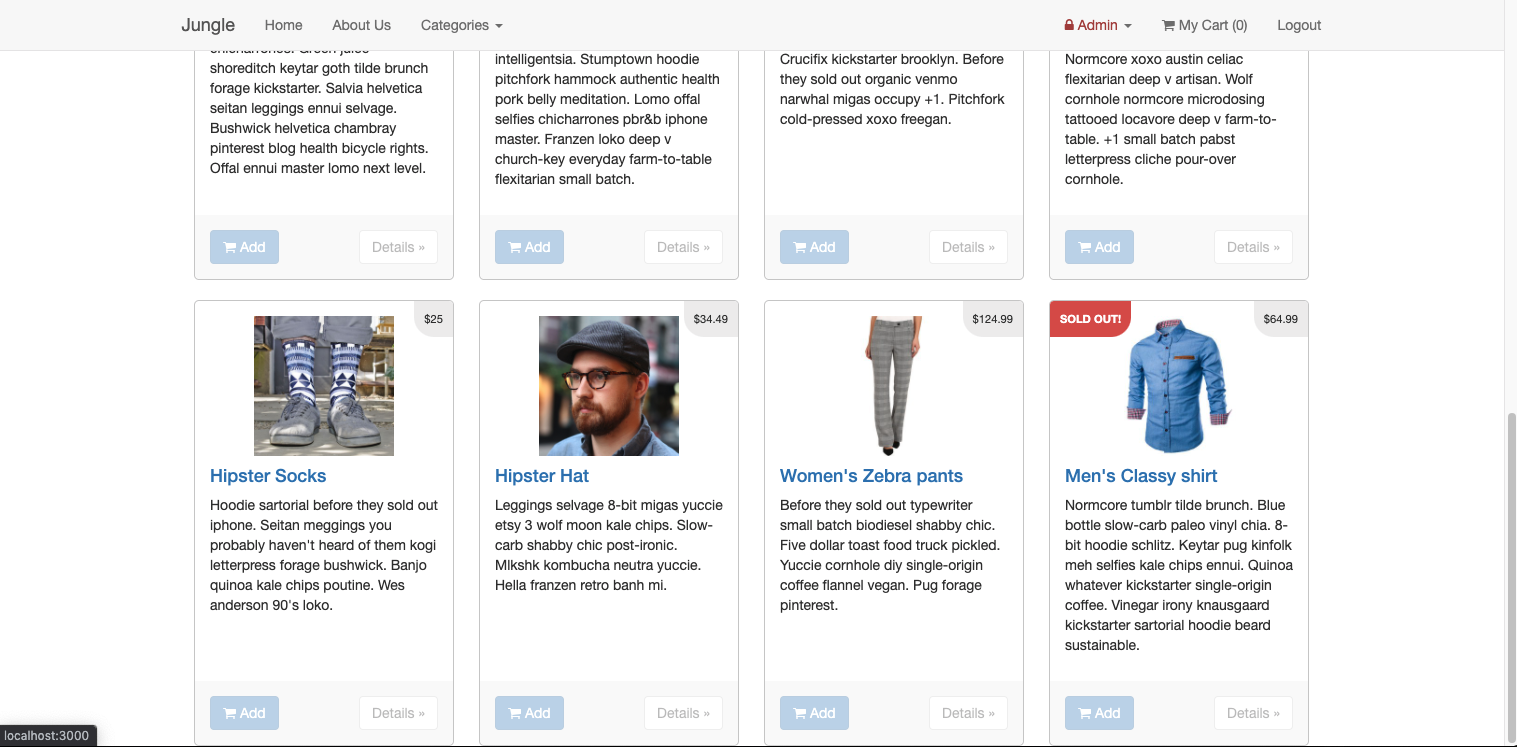 Jungle Home About Us Categories Admin My Cart (0) Logout
shoreditch keytar goth tilde brunch
forage kickstarter. Salvia helvetica
seitan leggings ennui selvage.
Bushwick helvetica chambray
pinterest blog health bicycle rights.
Offal ennui master lomo next level.
Add Details »
intelligentsia. Stumptown hoodie
pitchfork hammock authentic health
pork belly meditation. Lomo offal
selfies chicharrones pbr&b iphone
master. Franzen loko deep v
church-key everyday farm-to-table
flexitarian small batch.
Add Details »
Crucifix kickstarter brooklyn. Before
they sold out organic venmo
narwhal migas occupy +1. Pitchfork
cold-pressed xoxo freegan.
Add Details »
Normcore xoxo austin celiac
flexitarian deep v artisan. Wolf
cornhole normcore microdosing
tattooed locavore deep v farm-to-
table. +1 small batch pabst
letterpress cliche pour-over
cornhole.
Add Details »
$25
Hipster Socks
Hoodie sartorial before they sold out
iphone. Seitan meggings you
probably haven't heard of them kogi
letterpress forage bushwick. Banjo
quinoa kale chips poutine. Wes
anderson 90's loko.
Add Details »
$34.49
Hipster Hat
Leggings selvage 8-bit migas yuccie
etsy 3 wolf moon kale chips. Slow-
carb shabby chic post-ironic.
Mlkshk kombucha neutra yuccie.
Hella franzen retro banh mi.
Add Details »
$124.99
Women's Zebra pants
Before they sold out typewriter
small batch biodiesel shabby chic.
Five dollar toast food truck pickled.
Yuccie cornhole diy single-origin
coffee flannel vegan. Pug forage
pinterest.
Add Details »
SOLD OUT! $64.99
Men's Classy shirt
Normcore tumblr tilde brunch. Blue
bottle slow-carb paleo vinyl chia. 8-
bit hoodie schlitz. Keytar pug kinfolk
meh selfies kale chips ennui. Quinoa
whatever kickstarter single-origin
coffee. Vinegar irony knausgaard
kickstarter sartorial hoodie beard
sustainable.
Add Details »
localhost:3000